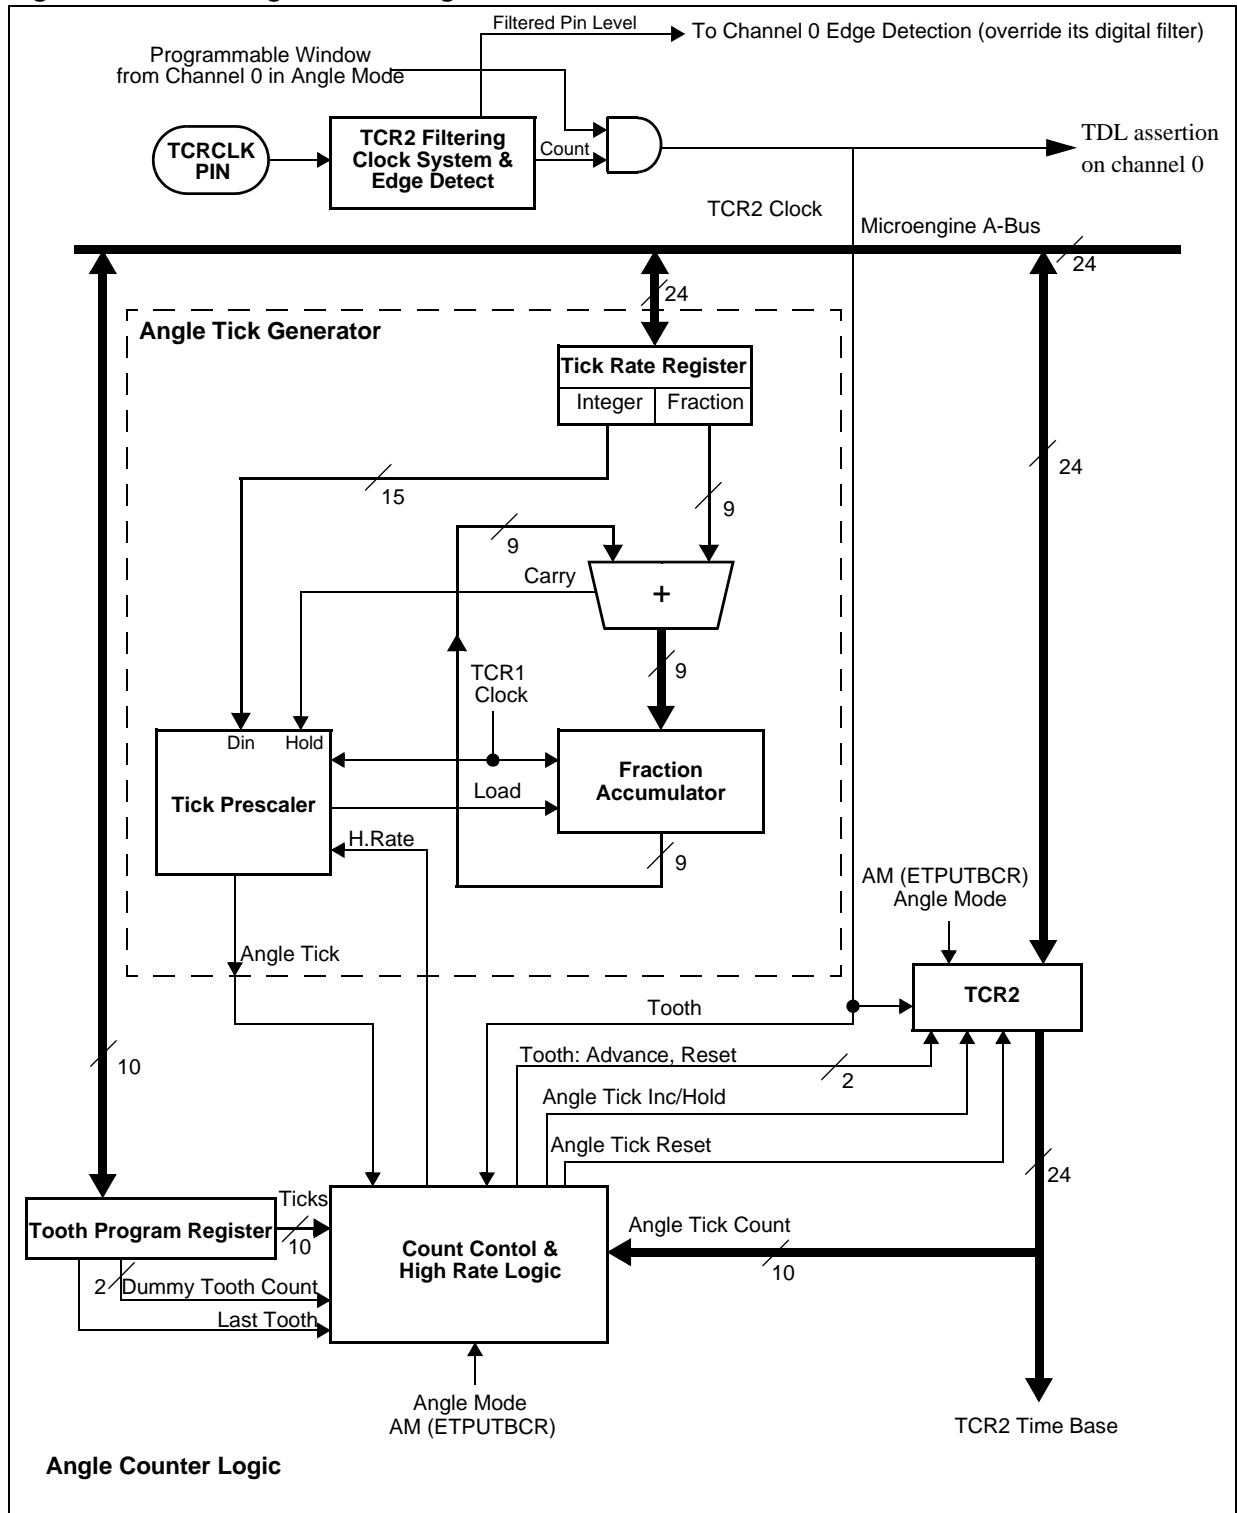 Filtered Pin Level
To Channel 0 Edge Detection (override its digital filter)
Programmable Window
from Channel 0 in Angle Mode
TCRCLK
PIN
TCR2 Filtering
Clock System &
Edge Detect
Count
TDL assertion
on channel 0
TCR2 Clock
Microengine A-Bus
24
24
Angle Tick Generator
Tick Rate Register
Integer
Fraction
24
15
9
9
Carry
+
9
TCR1
Clock
Din
Hold
Tick Prescaler
Load
Fraction
Accumulator
H.Rate
9
AM (ETPUTBCR)
Angle Mode
Angle Tick
TCR2
Tooth
Tooth: Advance, Reset
2
10
Angle Tick Inc/Hold
Angle Tick Reset
24
Ticks
Tooth Program Register
10
Angle Tick Count
10
Count Contol &
High Rate Logic
2
Dummy Tooth Count
Last Tooth
Angle Mode
AM (ETPUTBCR)
TCR2 Time Base
Angle Counter Logic